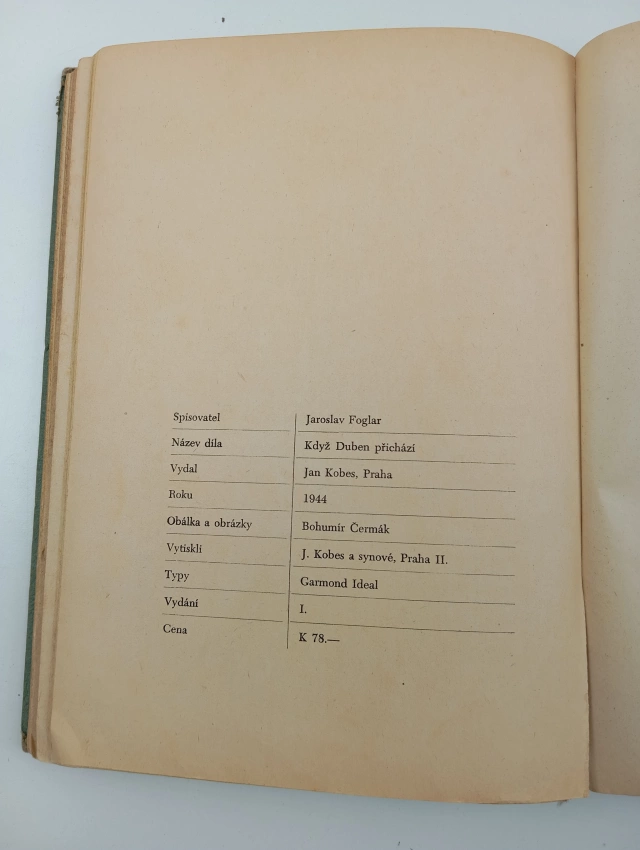 Spisovatel Jaroslav Foglar
Název díla Když Duben přichází
Vydal Jan Kobes, Praha
Roku 1944
Obálka a obrázky Bohumír Čermák
Vytiskli J. Kobes a synové, Praha II.
Typy Garmond Ideal
Vydání I.
Cena K 78.—